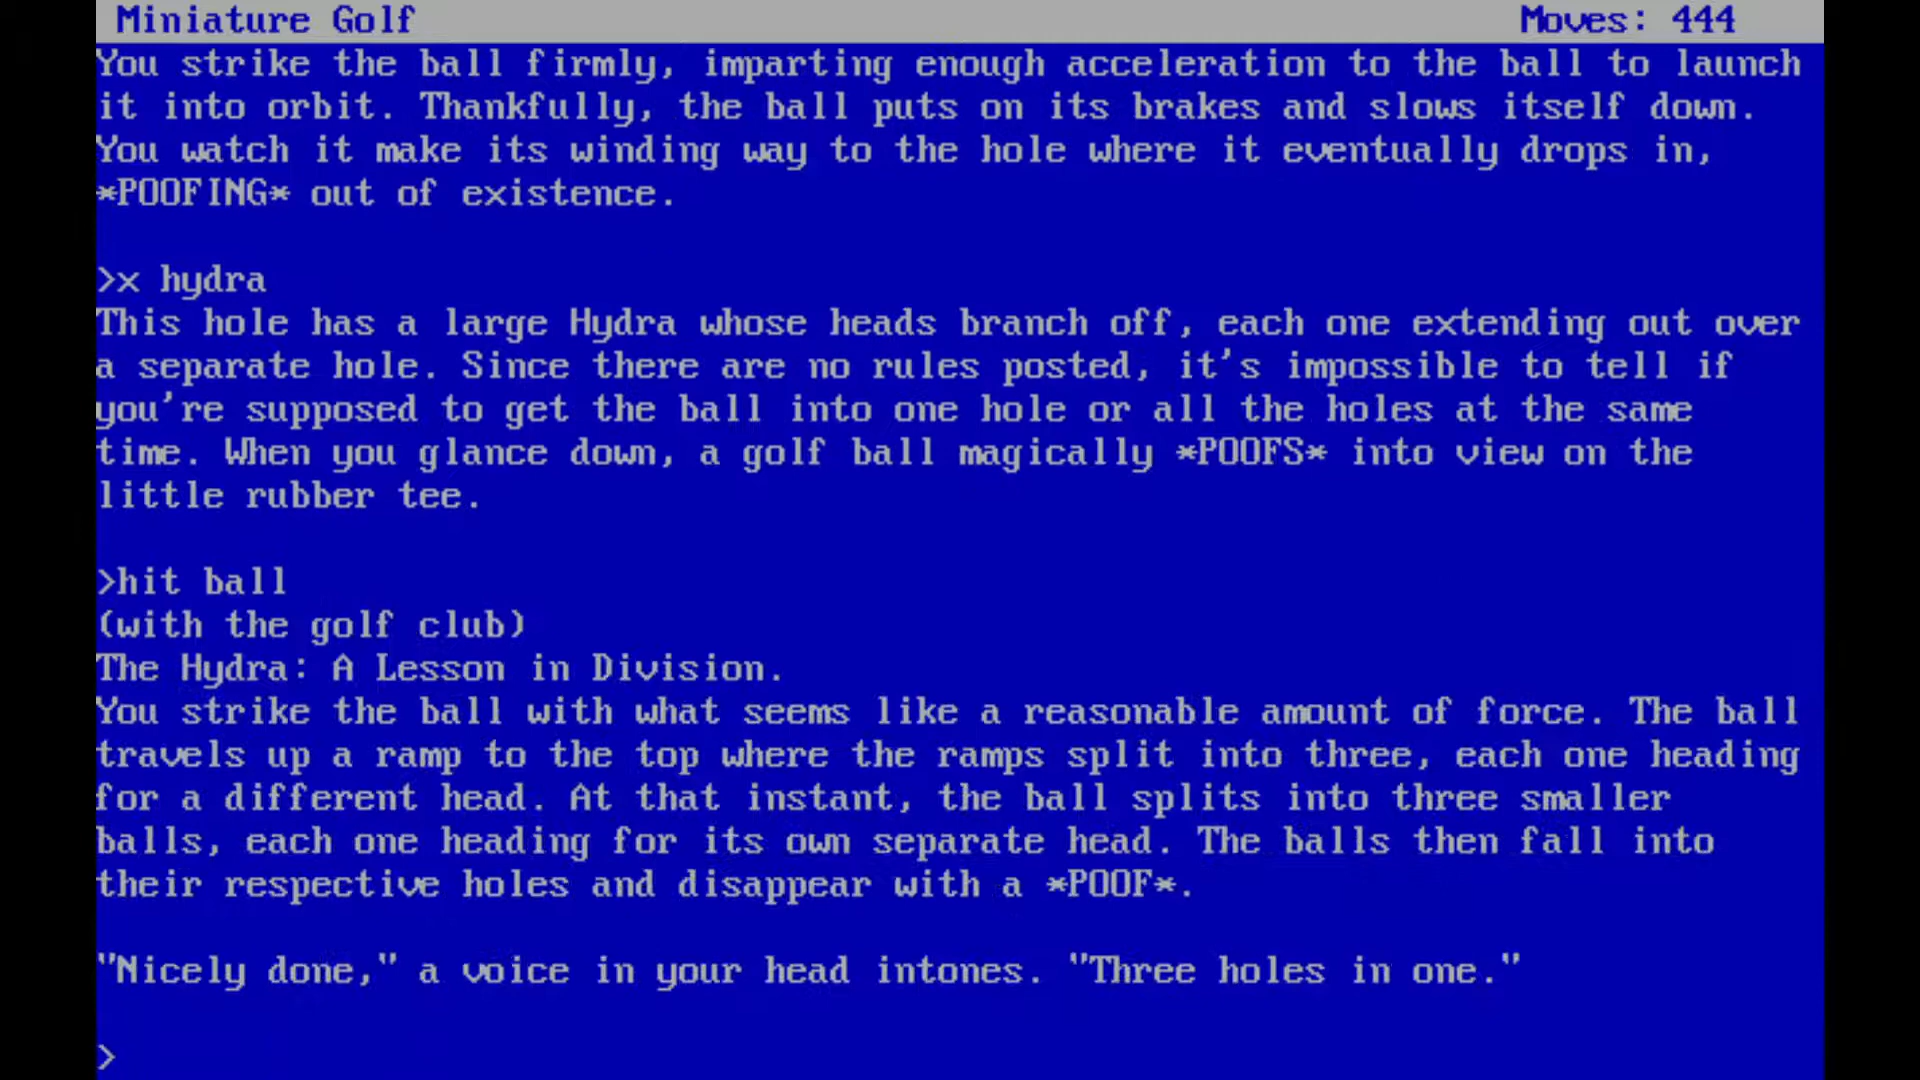 Miniature Golf Moves: 444
You strike the ball firmly, imparting enough acceleration to the ball to launch
it into orbit. Thankfully, the ball puts on its brakes and slows itself down.
You watch it make its winding way to the hole where it eventually drops in,
*POOFING* out of existence.
>x hydra
This hole has a large Hydra whose heads branch off, each one extending out over
a separate hole. Since there are no rules posted, it's impossible to tell if
you're supposed to get the ball into one hole or all the holes at the same
time. When you glance down, a golf ball magically *POOFS* into view on the
little rubber tee.
>hit ball
(with the golf club)
The Hydra: A Lesson in Division.
You strike the ball with what seems like a reasonable amount of force. The ball
travels up a ramp to the top where the ramps split into three, each one heading
for a different head. At that instant, the ball splits into three smaller
balls, each one heading for its own separate head. The balls then fall into
their respective holes and disappear with a *POOF*.
"Nicely done," a voice in your head intones. "Three holes in one."
>